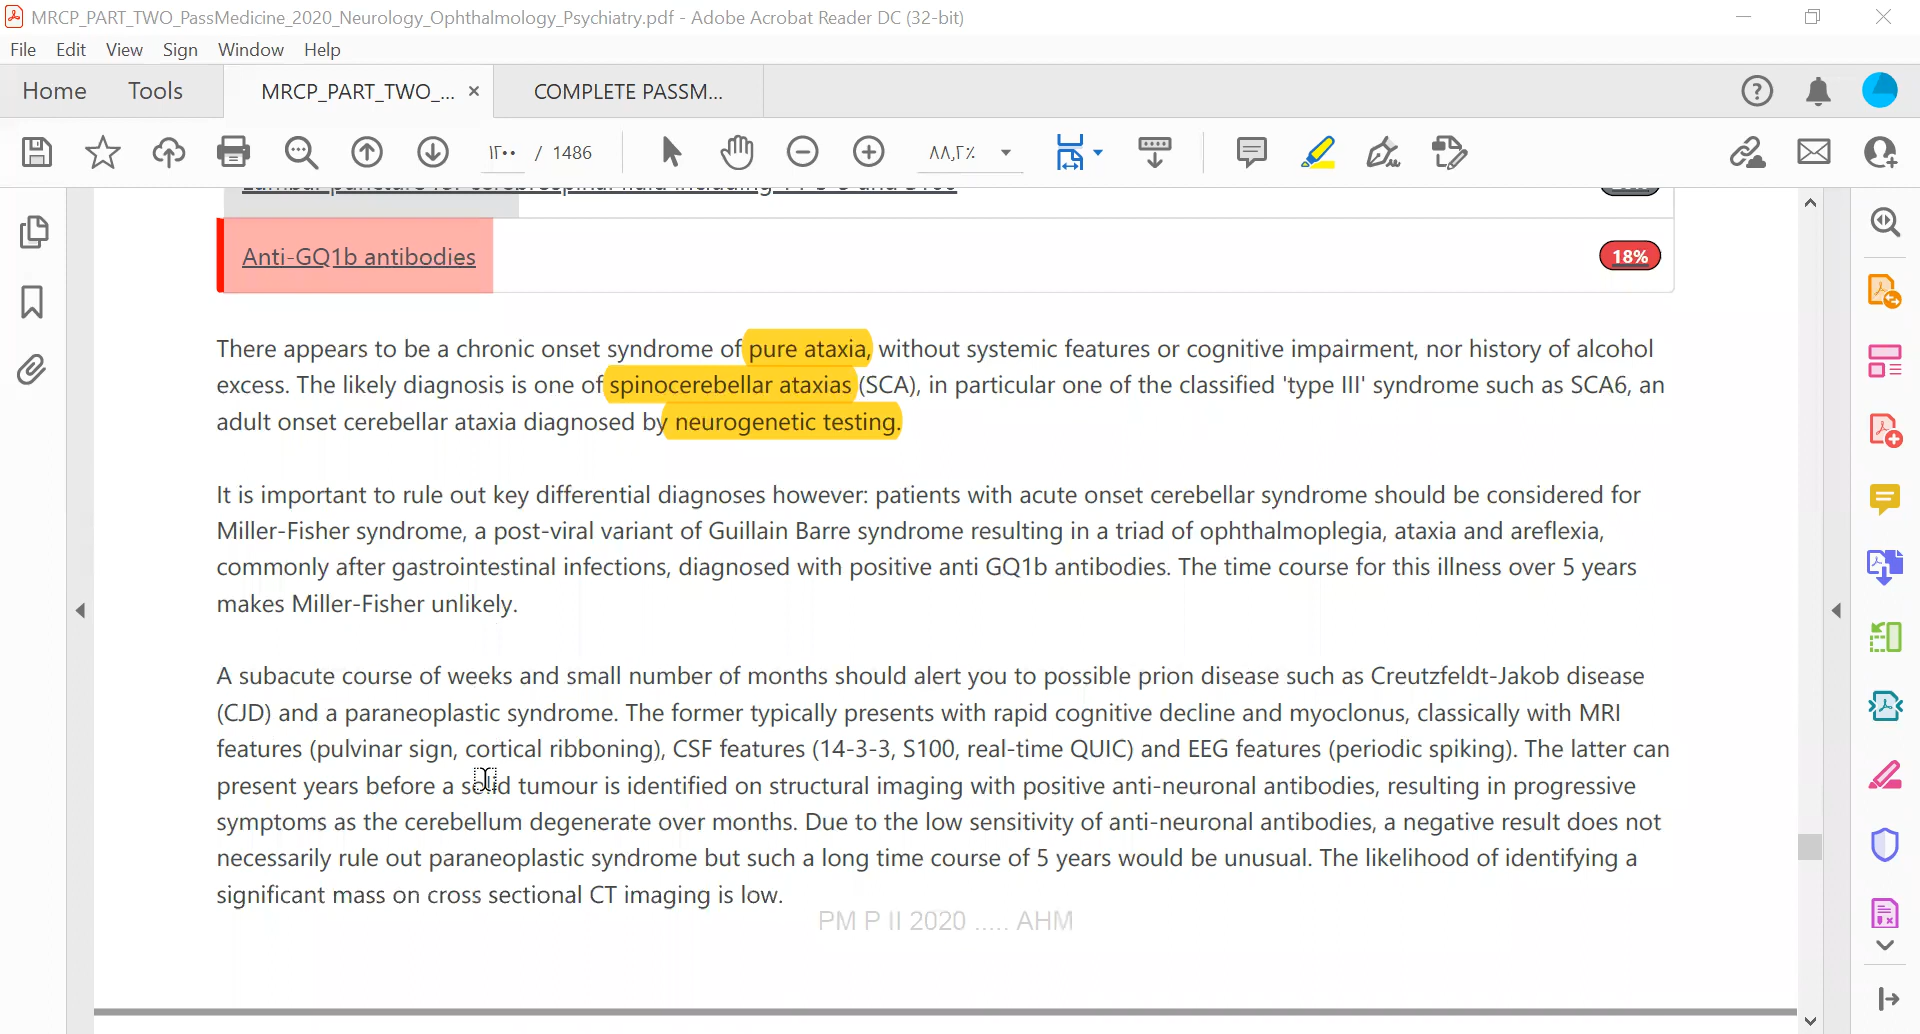 MRCP_PART_TWO_PassMedicine_2020_Neurology_Ophthalmology_Psychiatry.pdf - Adobe Acrobat Reader DC (32-bit)
File Edit View Sign Window Help
Home Tools MRCP_PART_TWO_... × COMPLETE PASSM...
١٢٠٠ / 1486 ٨٨,٢٪
Lumbar puncture for cerebrospinal fluid including 14-3-3 and S100
Anti-GQ1b antibodies 18%
There appears to be a chronic onset syndrome of pure ataxia, without systemic features or cognitive impairment, nor history of alcohol
excess. The likely diagnosis is one of spinocerebellar ataxias (SCA), in particular one of the classified 'type III' syndrome such as SCA6, an
adult onset cerebellar ataxia diagnosed by neurogenetic testing.
It is important to rule out key differential diagnoses however: patients with acute onset cerebellar syndrome should be considered for
Miller-Fisher syndrome, a post-viral variant of Guillain Barre syndrome resulting in a triad of ophthalmoplegia, ataxia and areflexia,
commonly after gastrointestinal infections, diagnosed with positive anti GQ1b antibodies. The time course for this illness over 5 years
makes Miller-Fisher unlikely.
A subacute course of weeks and small number of months should alert you to possible prion disease such as Creutzfeldt-Jakob disease
(CJD) and a paraneoplastic syndrome. The former typically presents with rapid cognitive decline and myoclonus, classically with MRI
features (pulvinar sign, cortical ribboning), CSF features (14-3-3, S100, real-time QUIC) and EEG features (periodic spiking). The latter can
present years before a solid tumour is identified on structural imaging with positive anti-neuronal antibodies, resulting in progressive
symptoms as the cerebellum degenerate over months. Due to the low sensitivity of anti-neuronal antibodies, a negative result does not
necessarily rule out paraneoplastic syndrome but such a long time course of 5 years would be unusual. The likelihood of identifying a
significant mass on cross sectional CT imaging is low.
PM P II 2020 ..... AHM